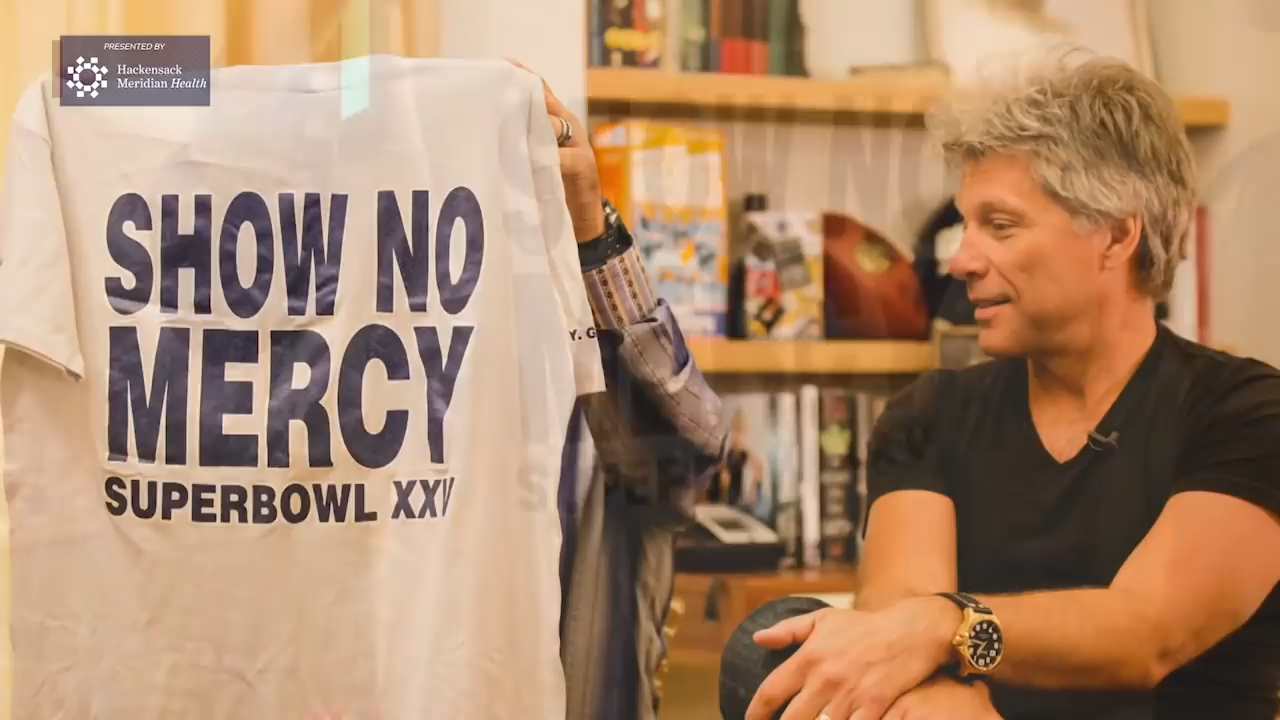 PRESENTED BY
Hackensack
Meridian Health
SHOW NO
MERCY
SUPERBOWL XXV
Y. G